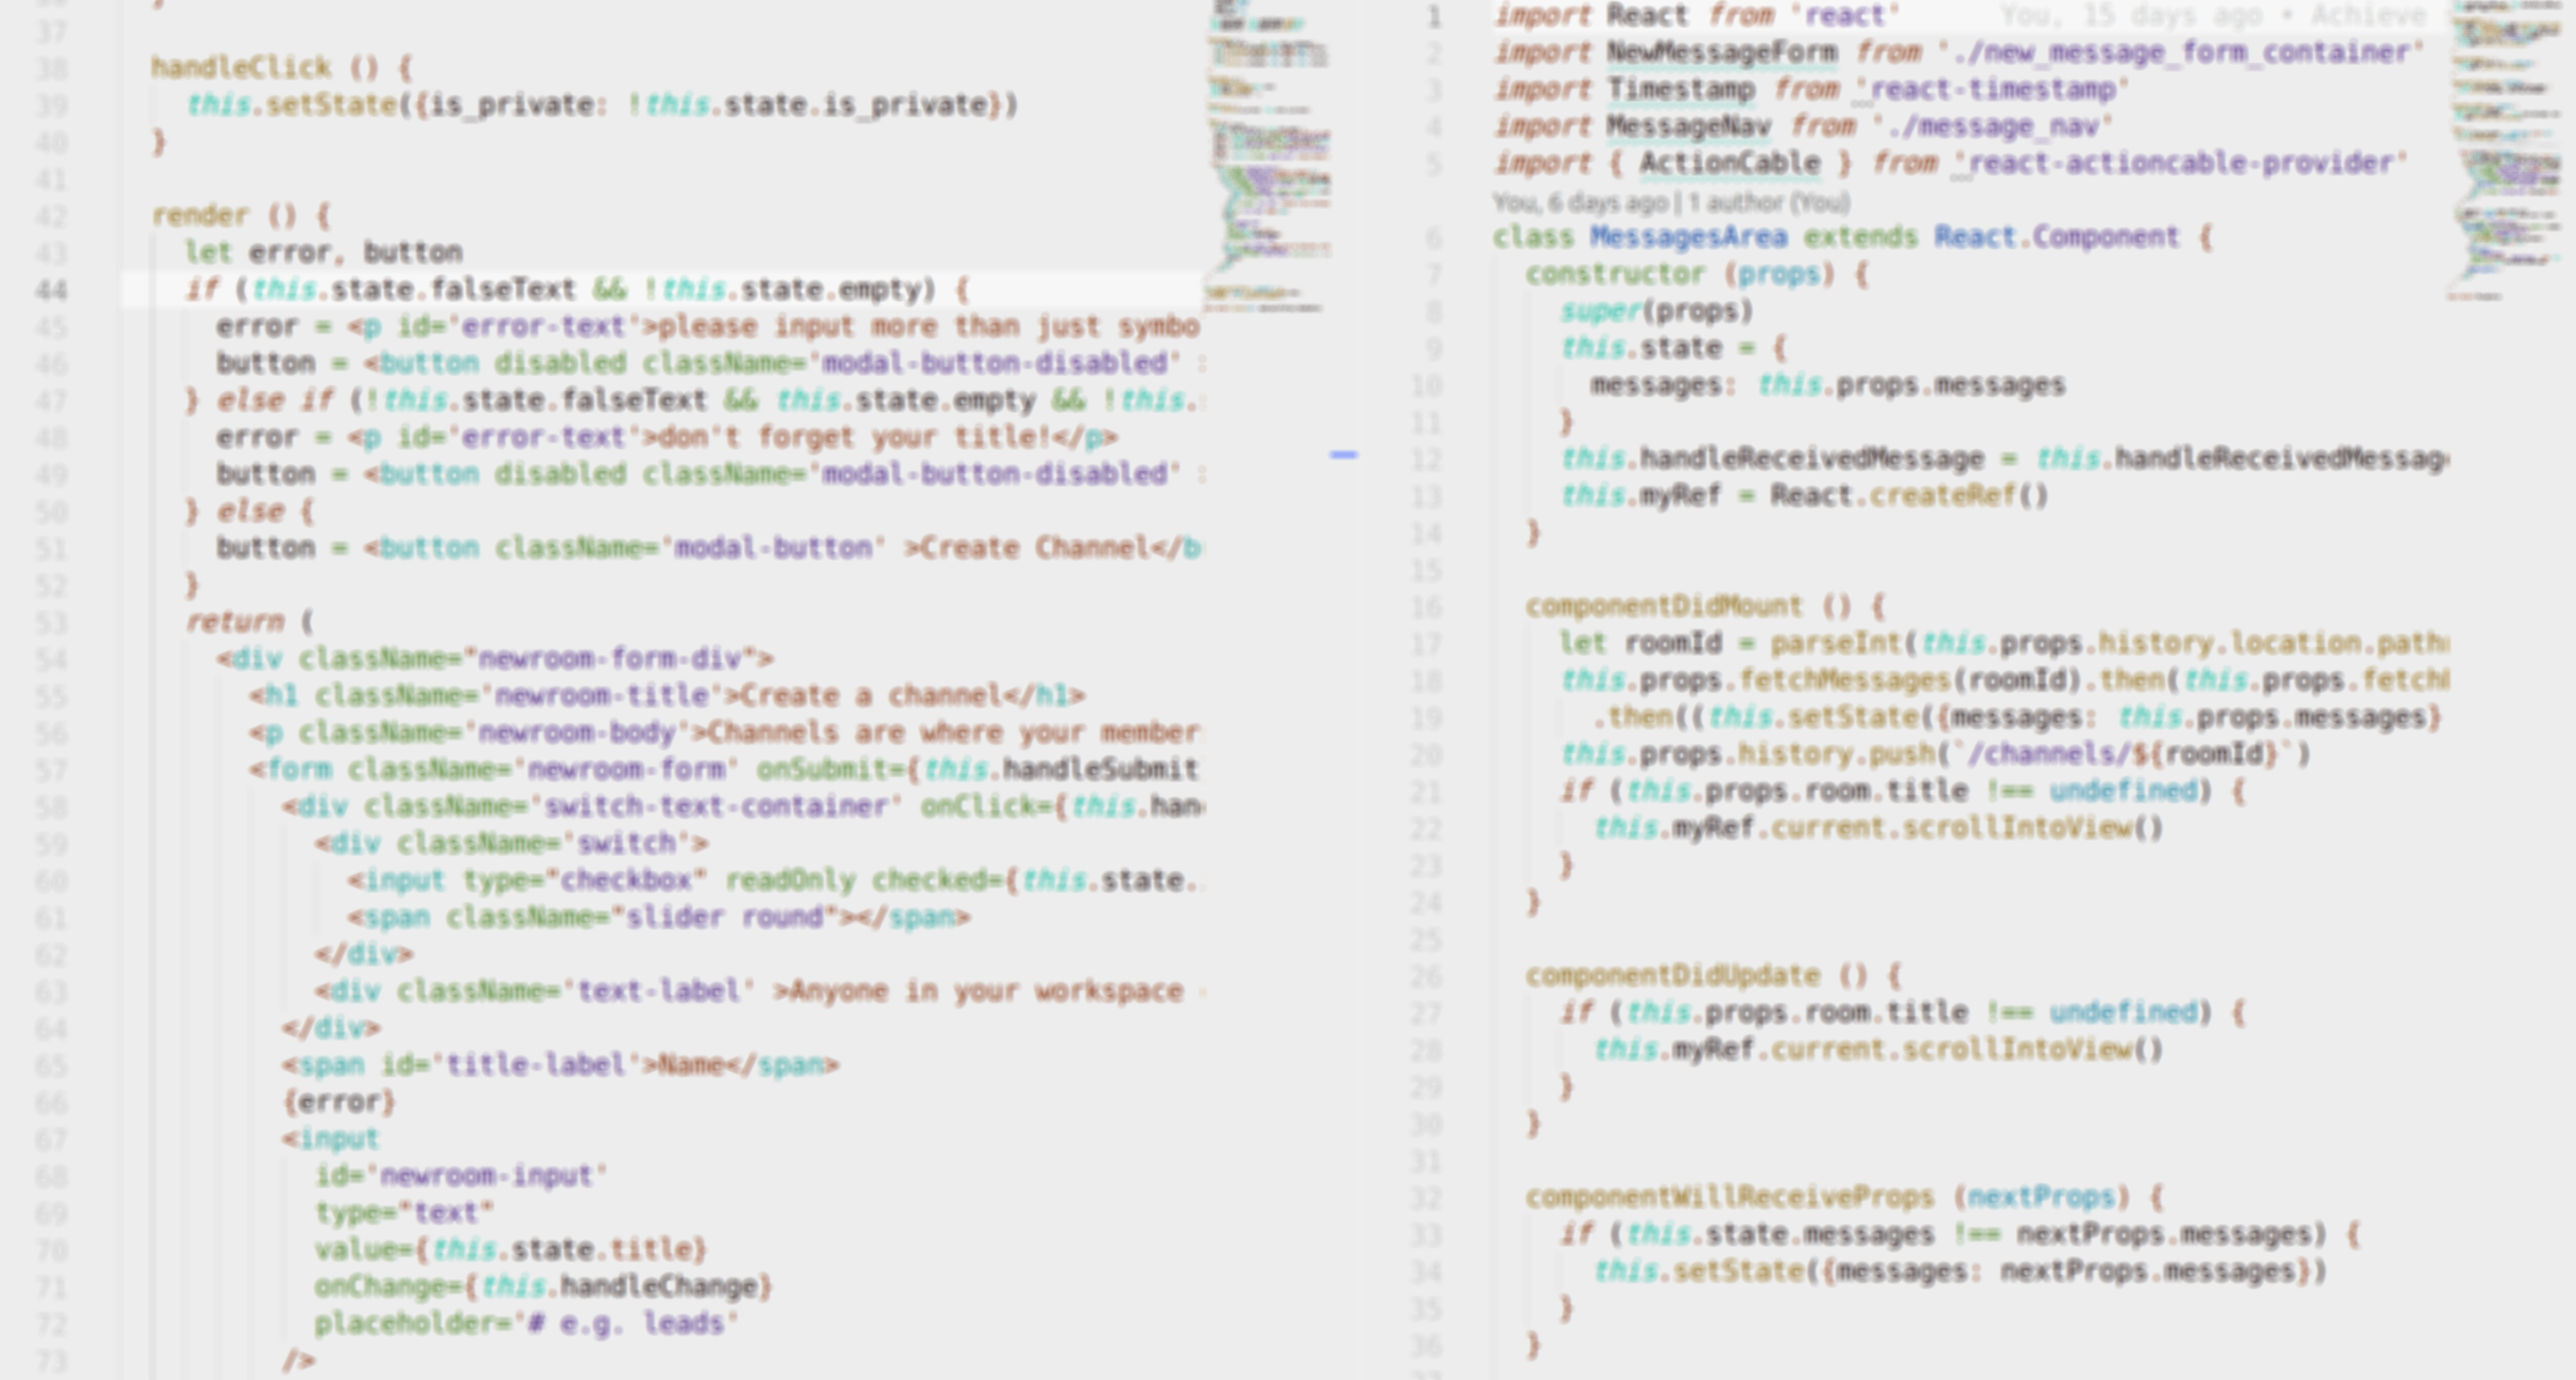 37
38 handleClick () {
39 this.setState({is_private: !this.state.is_private})
40 }
41
42 render () {
43 let error, button
44 if (this.state.falseText && !this.state.empty) {
45 error = <p id='error-text'>please input more than just symbo
46 button = <button disabled className='modal-button-disabled'
47 } else if (!this.state.falseText && this.state.empty && !this.
48 error = <p id='error-text'>don't forget your title!</p>
49 button = <button disabled className='modal-button-disabled'
50 } else {
51 button = <button className='modal-button' >Create Channel</b
52 }
53 return (
54 <div className="newroom-form-div">
55 <h1 className='newroom-title'>Create a channel</h1>
56 <p className='newroom-body'>Channels are where your member
57 <form className='newroom-form' onSubmit={this.handleSubmit
58 <div className='switch-text-container' onClick={this.han
59 <div className='switch'>
60 <input type="checkbox" readOnly checked={this.state.
61 <span className="slider round"></span>
62 </div>
63 <div className='text-label' >Anyone in your workspace
64 </div>
65 <span id='title-label'>Name</span>
66 {error}
67 <input
68 id='newroom-input'
69 type="text"
70 value={this.state.title}
71 onChange={this.handleChange}
72 placeholder='# e.g. leads'
73 />
1 import React from 'react' You, 15 days ago • Achieve
2 import NewMessageForm from './new_message_form_container'
3 import Timestamp from 'react-timestamp'
4 import MessageNav from './message_nav'
5 import { ActionCable } from 'react-actioncable-provider'
You, 6 days ago | 1 author (You)
6 class MessagesArea extends React.Component {
7 constructor (props) {
8 super(props)
9 this.state = {
10 messages: this.props.messages
11 }
12 this.handleReceivedMessage = this.handleReceivedMessag
13 this.myRef = React.createRef()
14 }
15
16 componentDidMount () {
17 let roomId = parseInt(this.props.history.location.path
18 this.props.fetchMessages(roomId).then(this.props.fetch
19 .then((this.setState({messages: this.props.messages}
20 this.props.history.push(`/channels/${roomId}`)
21 if (this.props.room.title !== undefined) {
22 this.myRef.current.scrollIntoView()
23 }
24 }
25
26 componentDidUpdate () {
27 if (this.props.room.title !== undefined) {
28 this.myRef.current.scrollIntoView()
29 }
30 }
31
32 componentWillReceiveProps (nextProps) {
33 if (this.state.messages !== nextProps.messages) {
34 this.setState({messages: nextProps.messages})
35 }
36 }